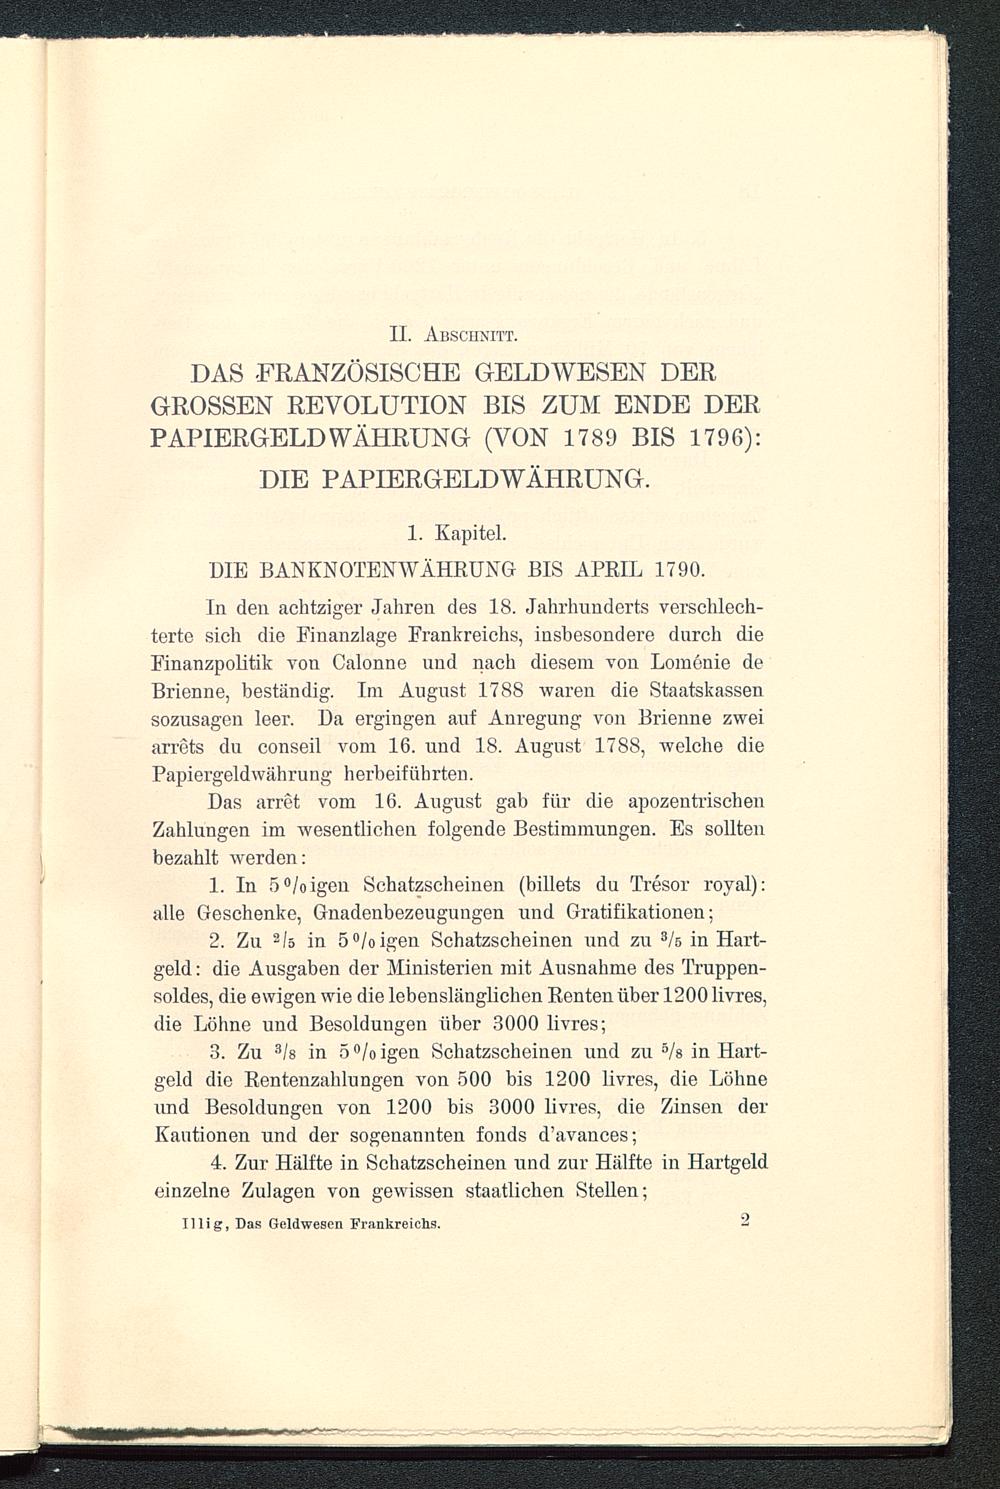 II. Abschnitt.
DAS FRANZÖSISCHE GELDWESEN DER
GROSSEN REVOLUTION BIS ZUM ENDE DER
PAPIERGELDWÄHRUNG (VON 1789 BIS 1796):
DIE PAPIERGELDWÄHRUNG.
1. Kapitel.
DIE BANKNOTENWÄHRUNG BIS APRIL 1790.
In den achtziger Jahren des 18. Jahrhunderts verschlech-
terte sich die Finanzlage Frankreichs, insbesondere durch die
Finanzpolitik von Calonne und nach diesem von Loménie de
Brienne, beständig. Im August 1788 waren die Staatskassen
sozusagen leer. Da ergingen auf Anregung von Brienne zwei
arrêts du conseil vom 16. und 18. August 1788, welche die
Papiergeldwährung herbeiführten.
Das arrêt vom 16. August gab für die apozentrischen
Zahlungen im wesentlichen folgende Bestimmungen. Es sollten
bezahlt werden:
1. In 5%igen Schatzscheinen (billets du Trésor royal):
alle Geschenke, Gnadenbezeugungen und Gratifikationen;
2. Zu 2/5 in 5%igen Schatzscheinen und zu 3/5 in Hart-
geld: die Ausgaben der Ministerien mit Ausnahme des Truppen-
soldes, die ewigen wie die lebenslänglichen Renten über 1200 livres,
die Löhne und Besoldungen über 3000 livres;
3. Zu 3/8 in 5%igen Schatzscheinen und zu 5/8 in Hart-
geld die Rentenzahlungen von 500 bis 1200 livres, die Löhne
und Besoldungen von 1200 bis 3000 livres, die Zinsen der
Kautionen und der sogenannten fonds d'avances;
4. Zur Hälfte in Schatzscheinen und zur Hälfte in Hartgeld
einzelne Zulagen von gewissen staatlichen Stellen;
Illig, Das Geldwesen Frankreichs. 2